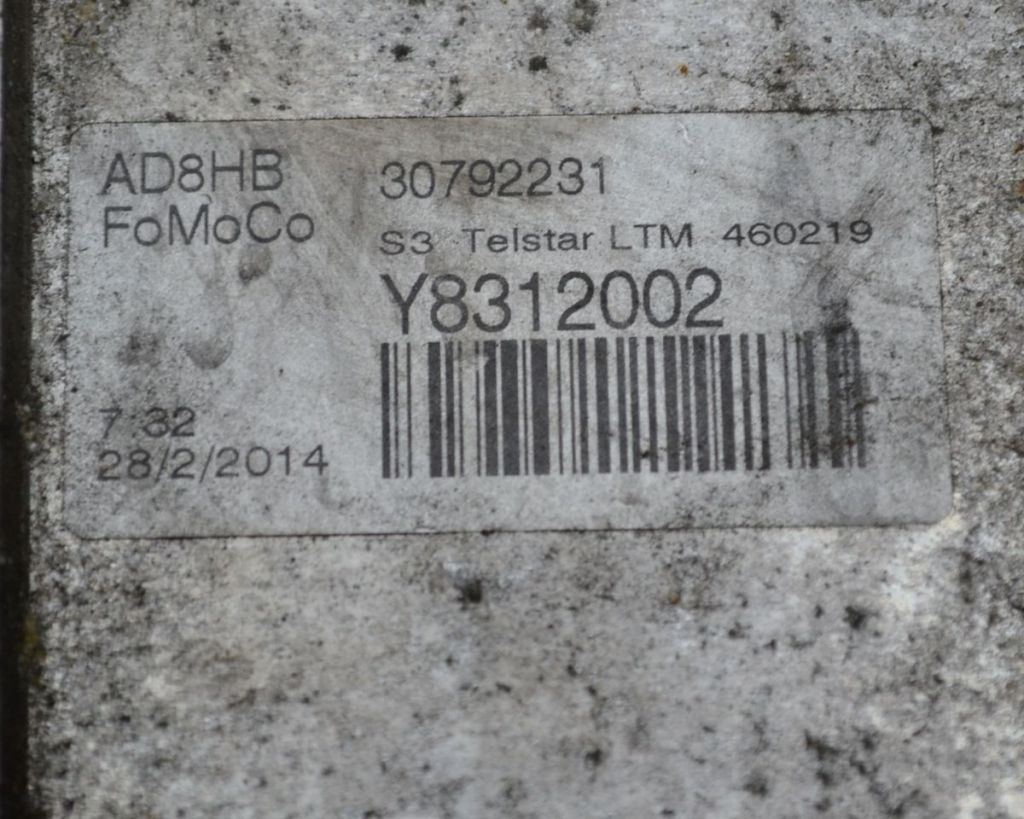 AD8HB 30792231
FoMoCo S3 Telstar LTM 460219
Y8312002
7:32
28/2/2014